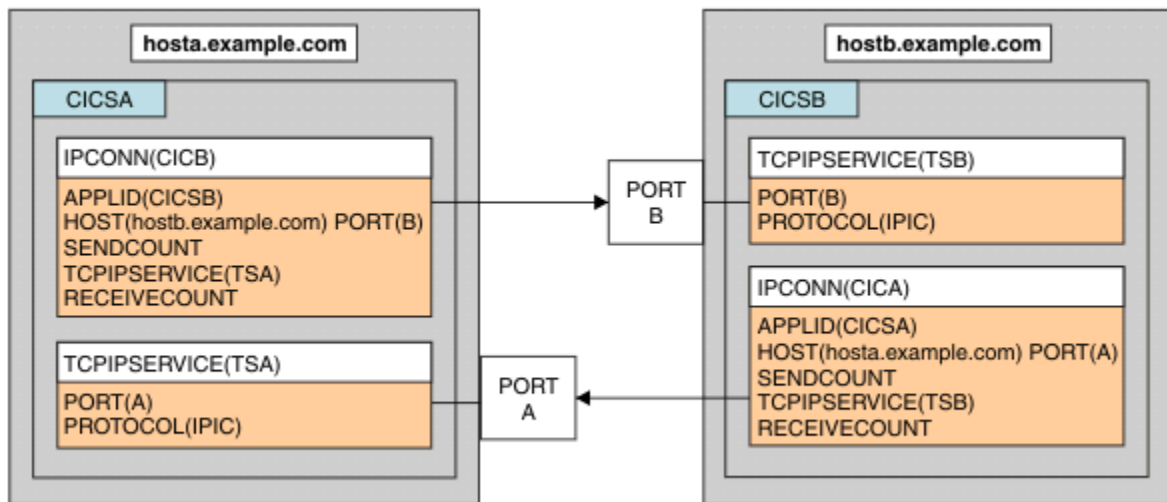 hosta.example.com
CICSA
IPCONN(CICB)
APPLID(CICSB)
HOST(hostb.example.com) PORT(B)
SENDCOUNT
TCPIPSERVICE(TSA)
RECEIVECOUNT
TCPIPSERVICE(TSA)
PORT(A)
PROTOCOL(IPIC)
PORT
B
PORT
A
hostb.example.com
CICSB
TCPIPSERVICE(TSB)
PORT(B)
PROTOCOL(IPIC)
IPCONN(CICA)
APPLID(CICSA)
HOST(hosta.example.com) PORT(A)
SENDCOUNT
TCPIPSERVICE(TSB)
RECEIVECOUNT